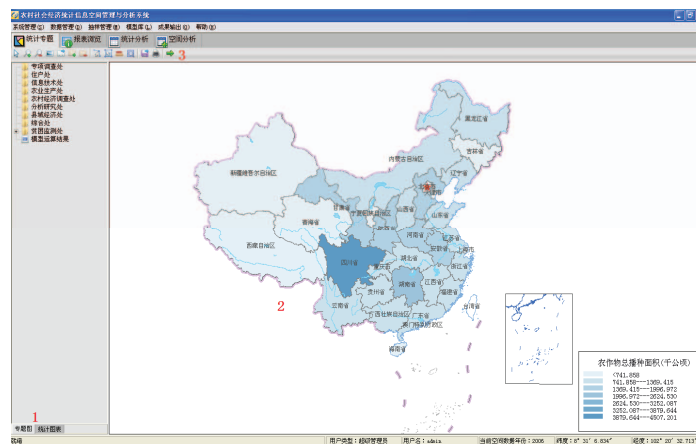 农村社会经济统计信息空间管理与分析系统
系统管理(S) 数据管理(D) 抽样管理(M) 模型库(L) 成果输出(O) 帮助(H)
统计专题 报表浏览 统计分析 空间分析
3
专项调查处
住户处
信息技术处
农业生产处
农村经济调查处
分析研究处
县域经济处
综合处
贫困监测处
模型运算结果
黑龙江省
吉林省
内蒙古自治区
辽宁省
新疆维吾尔自治区
北京市
甘肃省
宁夏回族自治区
山西省
山东省
青海省
河南省
江苏省
西藏自治区
安徽省
上海市
四川省
湖北省
重庆市
浙江省
湖南省
江西省
贵州省
福建省
云南省
广西壮族自治区
广东省
台湾省
澳门特别行政区
海南省
2
农作物总播种面积(千公顷)
<741.858
741.858---1369.415
1369.415---1996.972
1996.972---2624.530
2624.530---3252.087
3252.087---3879.644
3879.644---4507.201
1
专题图 统计图表
就绪 用户类型：超级管理员 用户名：admin 当前空间数据年份：2006 纬度：8° 31′ 6.834″ 经度：102° 20′ 32.713″